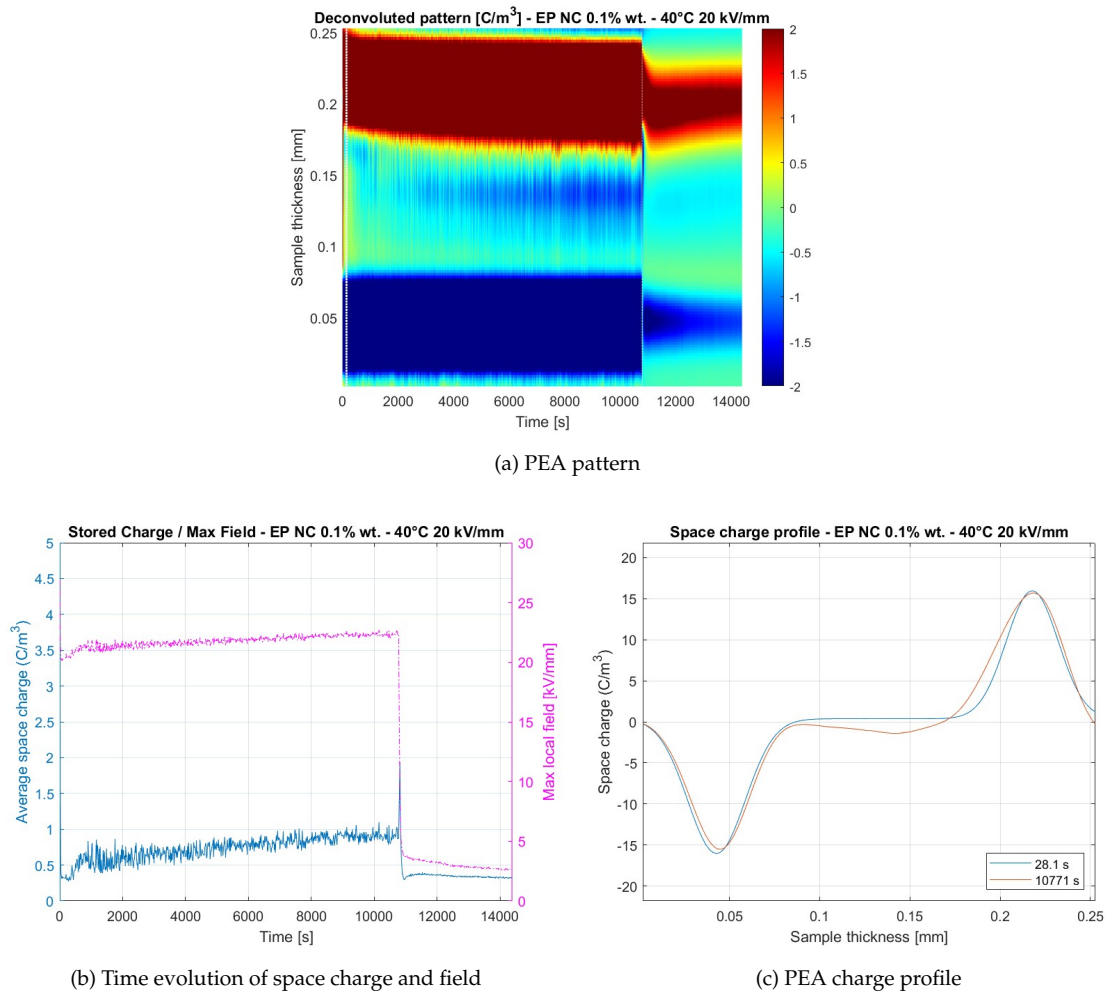 Deconvoluted pattern [C/m³] - EP NC 0.1% wt. - 40°C 20 kV/mm
0.25
0.2
0.15
0.1
0.05
Sample thickness [mm]
0 2000 4000 6000 8000 10000 12000 14000
Time [s]
2
1.5
1
0.5
0
-0.5
-1
-1.5
-2
(a) PEA pattern
Stored Charge / Max Field - EP NC 0.1% wt. - 40°C 20 kV/mm
5
4.5
4
3.5
3
2.5
2
1.5
1
0.5
0
Average space charge (C/m³)
30
25
20
15
10
5
0
Max local field [kV/mm]
0 2000 4000 6000 8000 10000 12000 14000
Time [s]
(b) Time evolution of space charge and field
Space charge profile - EP NC 0.1% wt. - 40°C 20 kV/mm
20
15
10
5
0
-5
-10
-15
-20
Space charge (C/m³)
28.1 s
10771 s
0.05 0.1 0.15 0.2 0.25
Sample thickness [mm]
(c) PEA charge profile